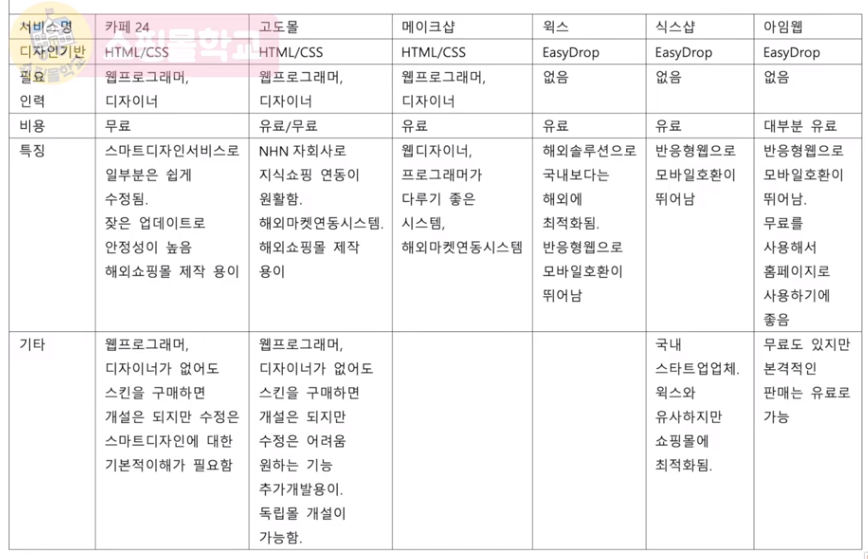 서비스명 카페 24 고도몰 메이크샵 윅스 식스샵 아임웹
쇼핑몰학교
디자인기반 HTML/CSS HTML/CSS HTML/CSS EasyDrop EasyDrop EasyDrop
필요
인력
웹프로그래머,
디자이너
웹프로그래머,
디자이너
웹프로그래머,
디자이너
없음
없음
없음
비용 무료 유료/무료 유료 유료 유료 대부분 유료
특징
스마트디자인서비스로
일부분은 쉽게
수정됨.
잦은 업데이트로
안정성이 높음
해외쇼핑몰 제작 용이
NHN 자회사로
지식쇼핑 연동이
원활함.
해외마켓연동시스템.
해외쇼핑몰 제작
용이
웹디자이너,
프로그래머가
다루기 좋은
시스템,
해외마켓연동시스템
해외솔루션으로
국내보다는
해외에
최적화됨.
반응형웹으로
모바일호환이
뛰어남
반응형웹으로
모바일호환이
뛰어남
반응형웹으로
모바일호환이
뛰어남.
무료를
사용해서
홈페이지로
사용하기에
좋음
기타
웹프로그래머,
디자이너가 없어도
스킨을 구매하면
개설은 되지만 수정은
스마트디자인에 대한
기본적이해가 필요함
웹프로그래머,
디자이너가 없어도
스킨을 구매하면
개설은 되지만
수정은 어려움
원하는 기능
추가개발용이.
독립몰 개설이
가능함.
국내
스타트업업체.
윅스와
유사하지만
쇼핑몰에
최적화됨.
무료도 있지만
본격적인
판매는 유료로
가능